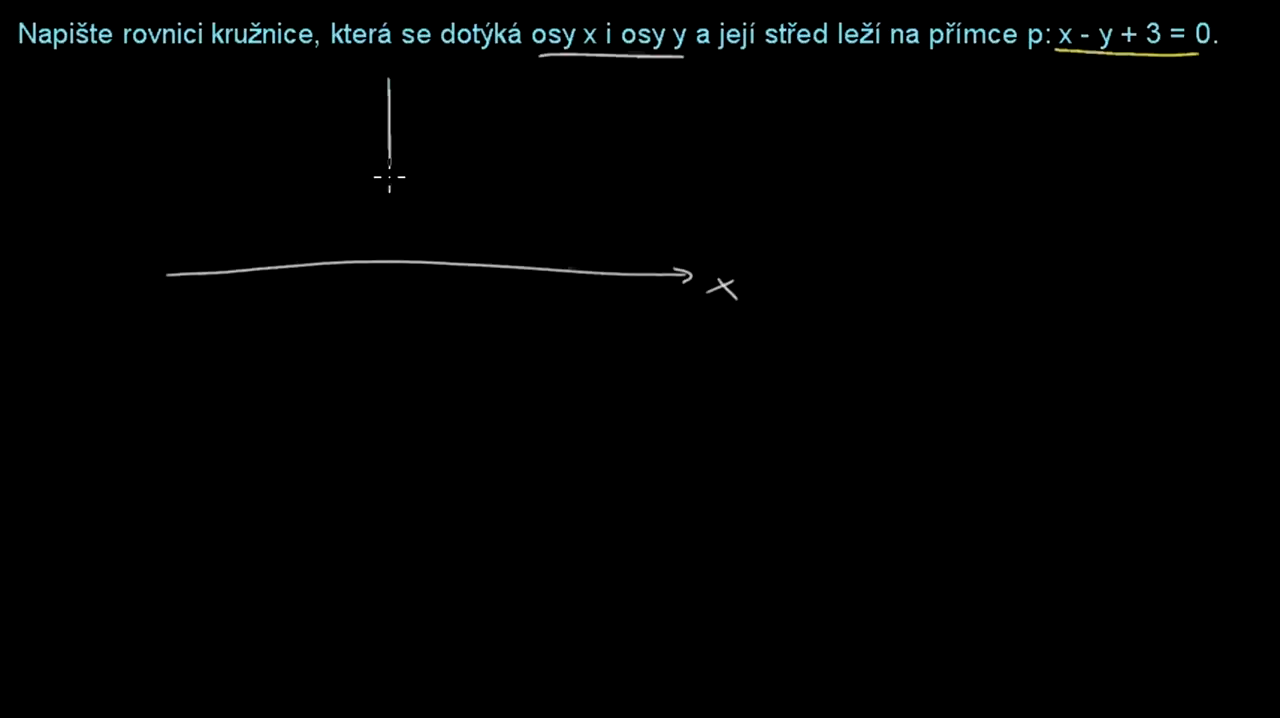 Napište rovnici kružnice, která se dotýká osy x i osy y a její střed leží na přímce p: x - y + 3 = 0.
x